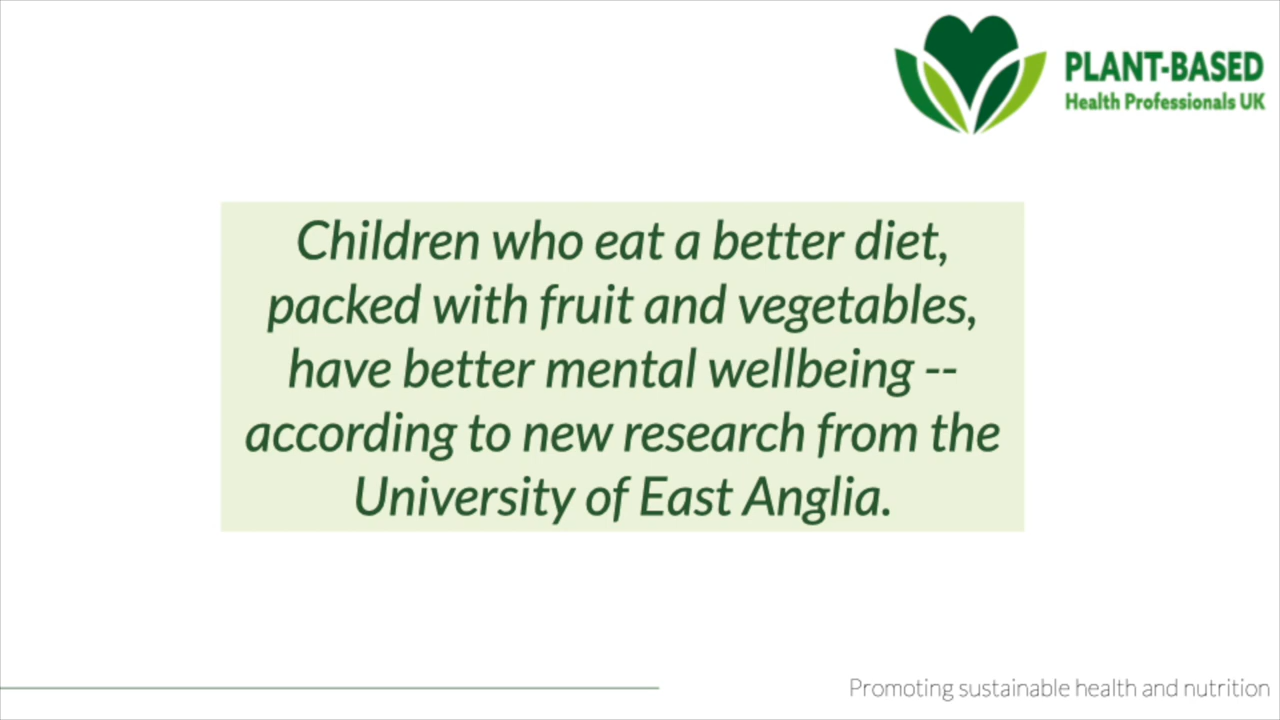 PLANT-BASED
Health Professionals UK
Children who eat a better diet,
packed with fruit and vegetables,
have better mental wellbeing --
according to new research from the
University of East Anglia.
Promoting sustainable health and nutrition